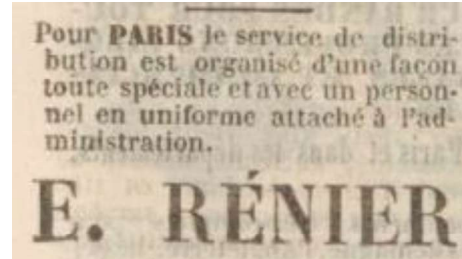 Pour PARIS le service de distri-
bution est organisé d'une façon
toute spéciale et avec un person-
nel en uniforme attaché à l'ad-
ministration.
E. RÉNIER